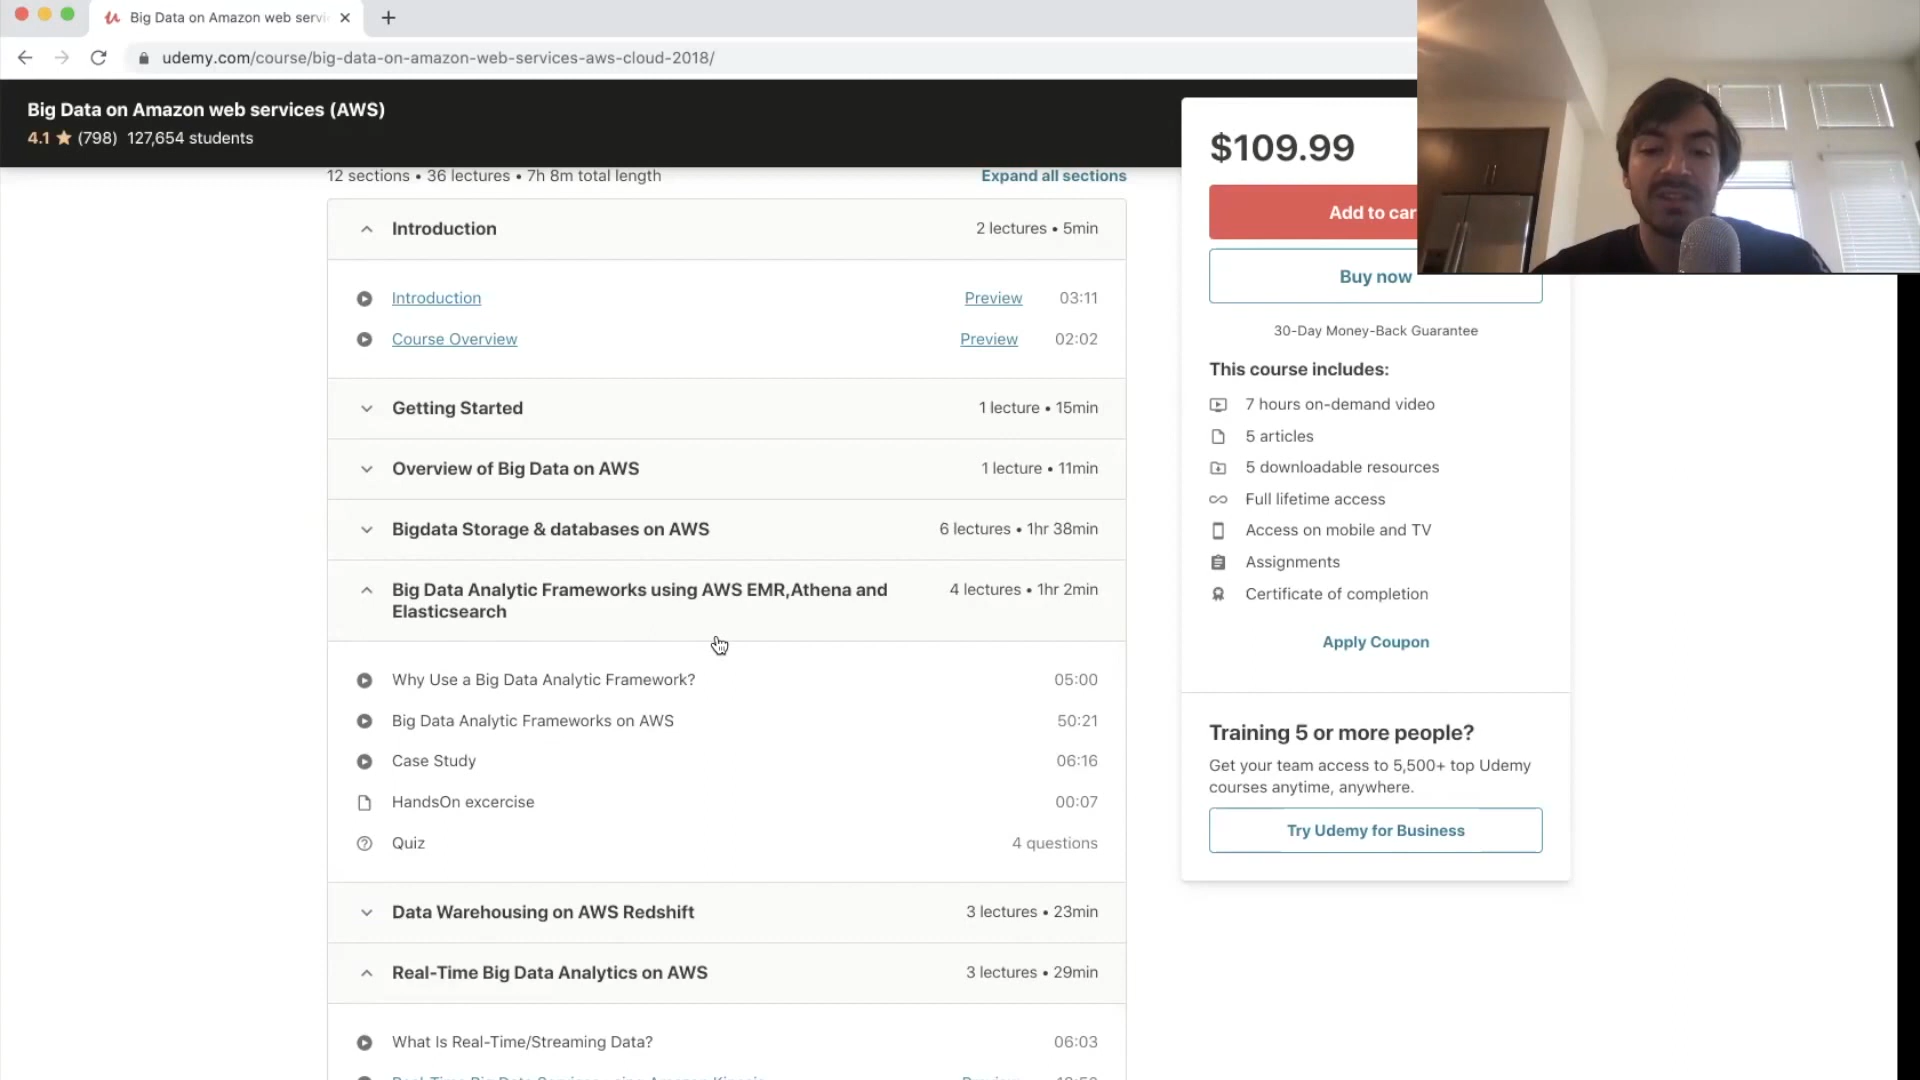 Big Data on Amazon web servi
udemy.com/course/big-data-on-amazon-web-services-aws-cloud-2018/
Big Data on Amazon web services (AWS)
4.1 ★ (798) 127,654 students
12 sections • 36 lectures • 7h 8m total length
Expand all sections
Introduction
2 lectures • 5min
Introduction
Preview
03:11
Course Overview
Preview
02:02
Getting Started
1 lecture • 15min
Overview of Big Data on AWS
1 lecture • 11min
Bigdata Storage & databases on AWS
6 lectures • 1hr 38min
Big Data Analytic Frameworks using AWS EMR,Athena and
Elasticsearch
4 lectures • 1hr 2min
Why Use a Big Data Analytic Framework?
05:00
Big Data Analytic Frameworks on AWS
50:21
Case Study
06:16
HandsOn excercise
00:07
Quiz
4 questions
Data Warehousing on AWS Redshift
3 lectures • 23min
Real-Time Big Data Analytics on AWS
3 lectures • 29min
What Is Real-Time/Streaming Data?
06:03
$109.99
Add to car
Buy now
30-Day Money-Back Guarantee
This course includes:
7 hours on-demand video
5 articles
5 downloadable resources
Full lifetime access
Access on mobile and TV
Assignments
Certificate of completion
Apply Coupon
Training 5 or more people?
Get your team access to 5,500+ top Udemy
courses anytime, anywhere.
Try Udemy for Business